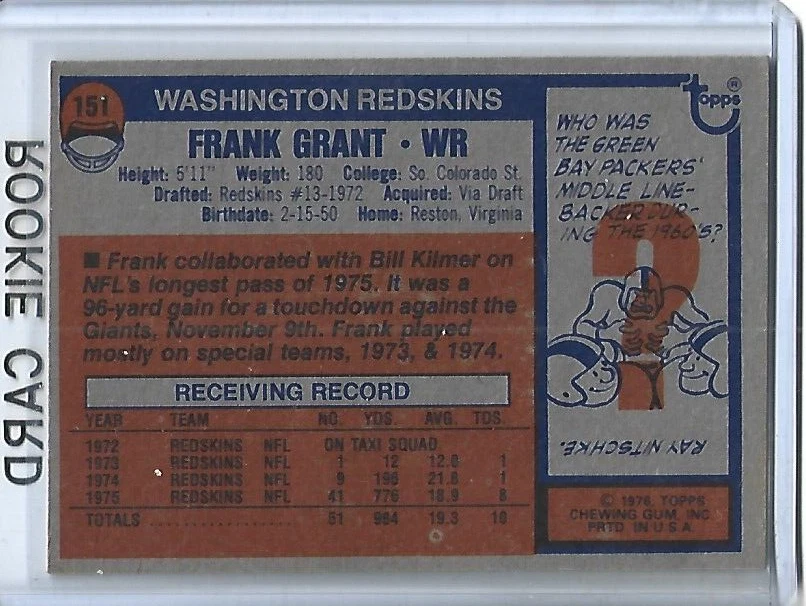 ROOKIE CARD
151
WASHINGTON REDSKINS
topps®
FRANK GRANT • WR
Height: 5'11" Weight: 180 College: So. Colorado St.
Drafted: Redskins #13-1972 Acquired: Via Draft
Birthdate: 2-15-50 Home: Reston, Virginia
■ Frank collaborated with Bill Kilmer on
NFL's longest pass of 1975. It was a
96-yard gain for a touchdown against the
Giants, November 9th. Frank played
mostly on special teams, 1973, & 1974.
RECEIVING RECORD
YEAR TEAM NO. YDS. AVG. TDS.
1972 REDSKINS NFL ON TAXI SQUAD
1973 REDSKINS NFL 1 12 12.0 1
1974 REDSKINS NFL 9 196 21.8 1
1975 REDSKINS NFL 41 776 18.9 8
TOTALS .................... 51 984 19.3 10
WHO WAS
THE GREEN
BAY PACKERS'
MIDDLE LINE-
BACKER DUR-
ING THE 1960'S?
?
RAY NITSCHKE.
© 1976, TOPPS
CHEWING GUM, INC.
PRTD. IN U.S.A.